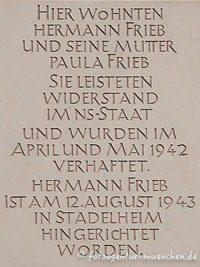 HIER WOHNTEN
HERMANN FRIEB
UND SEINE MUTTER
PAULA FRIEB
SIE LEISTETEN
WIDERSTAND
IM NS-STAAT
UND WURDEN IM
APRIL UND MAI 1942
VERHAFTET.
HERMANN FRIEB
IST AM 12. AUGUST 1943
IN STADELHEIM
HINGERICHTET
WORDEN.
© fotoagentur-muenchen.de